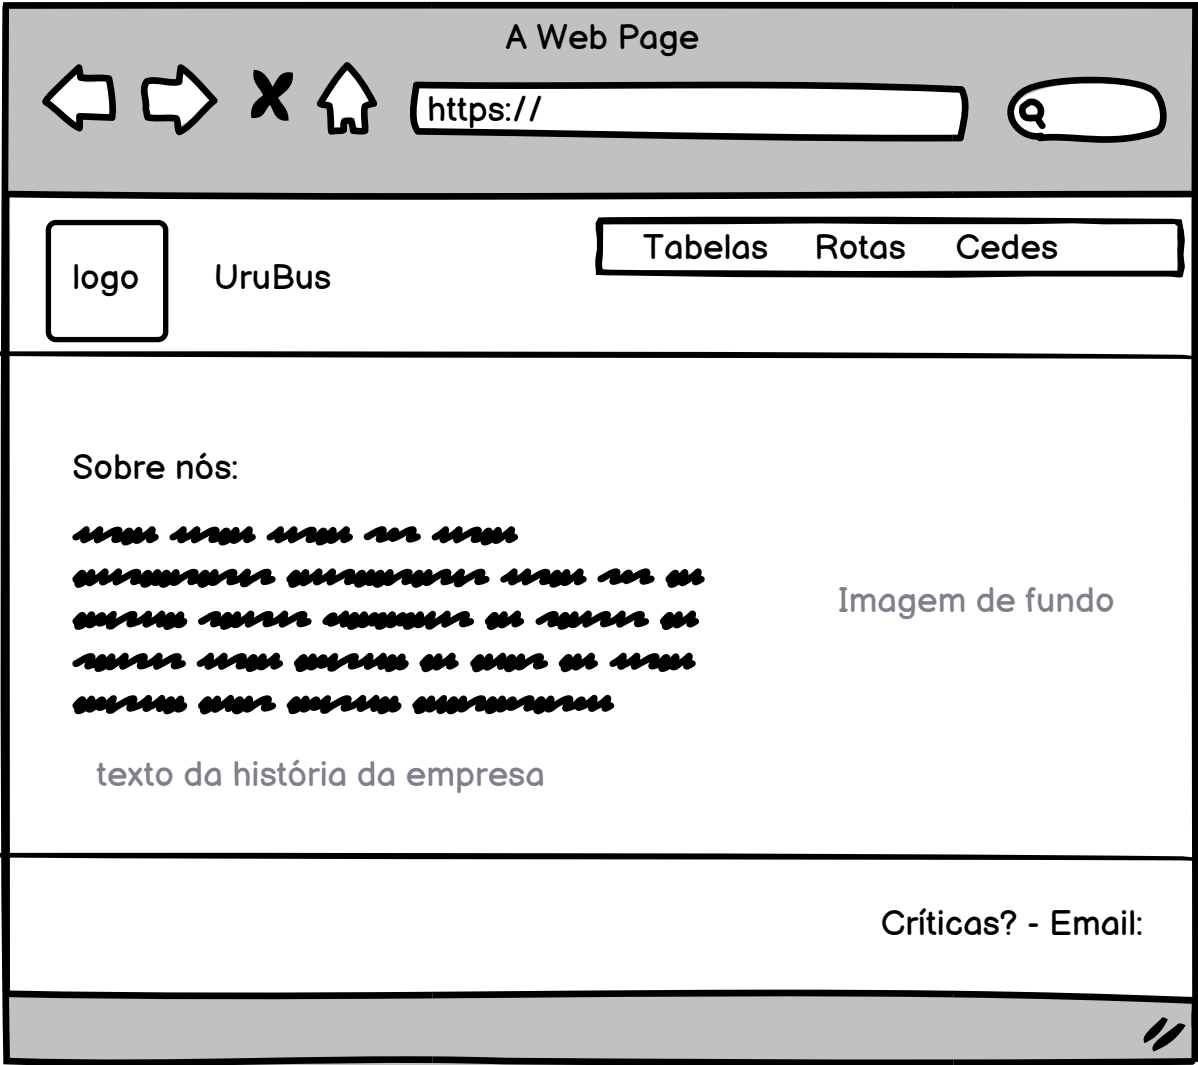 A Web Page
https://
logo
UruBus
Tabelas Rotas Cedes
Sobre nós:
Imagem de fundo
texto da história da empresa
Críticas? - Email: